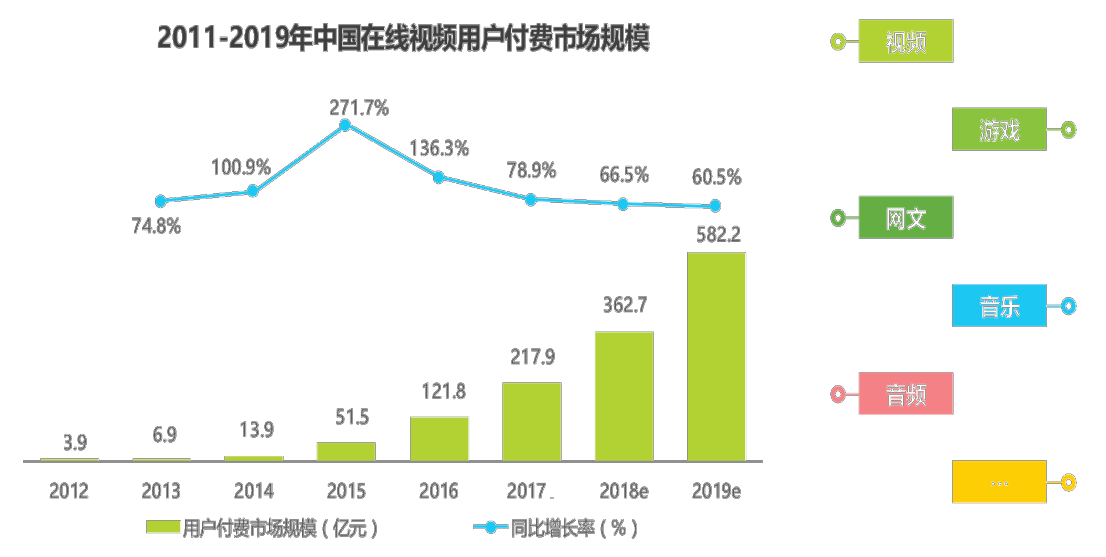 2011-2019年中国在线视频用户付费市场规模
271.7%
136.3%
100.9%
78.9%
66.5%
60.5%
74.8%
582.2
362.7
217.9
121.8
51.5
13.9
6.9
3.9
2012 2013 2014 2015 2016 2017 2018e 2019e
用户付费市场规模（亿元） 同比增长率（%）
视频
游戏
网文
音乐
音频
...